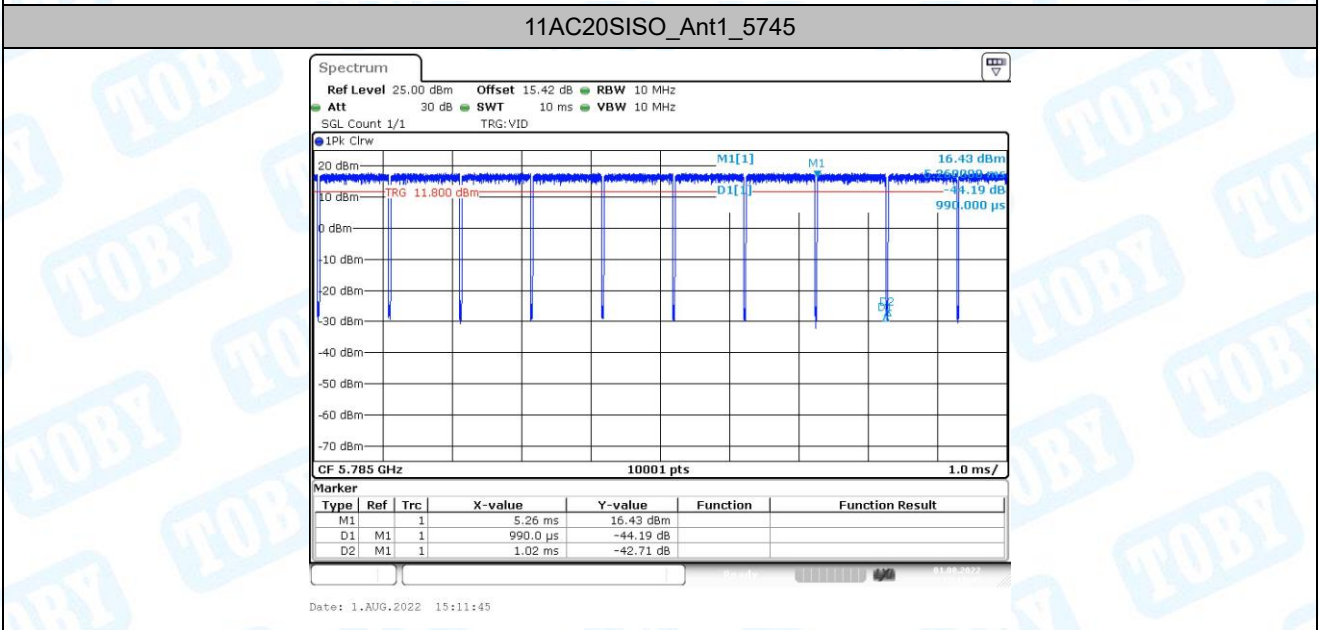 11AC20SISO_Ant1_5745
Spectrum
Ref Level 25.00 dBm Offset 15.42 dB RBW 10 MHz
Att 30 dB SWT 10 ms VBW 10 MHz
SGL Count 1/1 TRG:VID
1Pk Clrw
M1[1] 16.43 dBm
M1
20 dBm
D1[1] -44.19 dB
10 dBm
TRG 11.800 dBm
990.000 µs
0 dBm
-10 dBm
-20 dBm
D2
-30 dBm
-40 dBm
-50 dBm
-60 dBm
-70 dBm
CF 5.785 GHz 10001 pts 1.0 ms/
Marker
Type Ref Trc X-value Y-value Function Function Result
M1 1 5.26 ms 16.43 dBm
D1 M1 1 990.0 µs -44.19 dB
D2 M1 1 1.02 ms -42.71 dB
Ready
01.08.2022
Date: 1.AUG.2022 15:11:45
TOBY